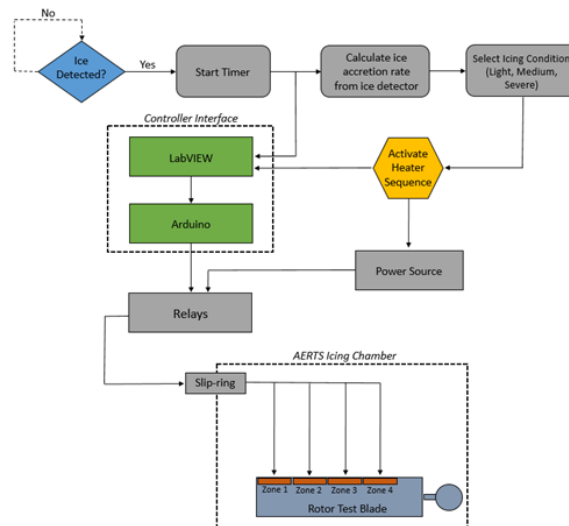 No
Ice
Detected?
Yes
Start Timer
Calculate ice
accretion rate
from ice detector
Select Icing Condition
(Light, Medium,
Severe)
Controller Interface
LabVIEW
Activate
Heater
Sequence
Arduino
Power Source
Relays
AERTS Icing Chamber
Slip-ring
Zone 1 Zone 2 Zone 3 Zone 4
Rotor Test Blade